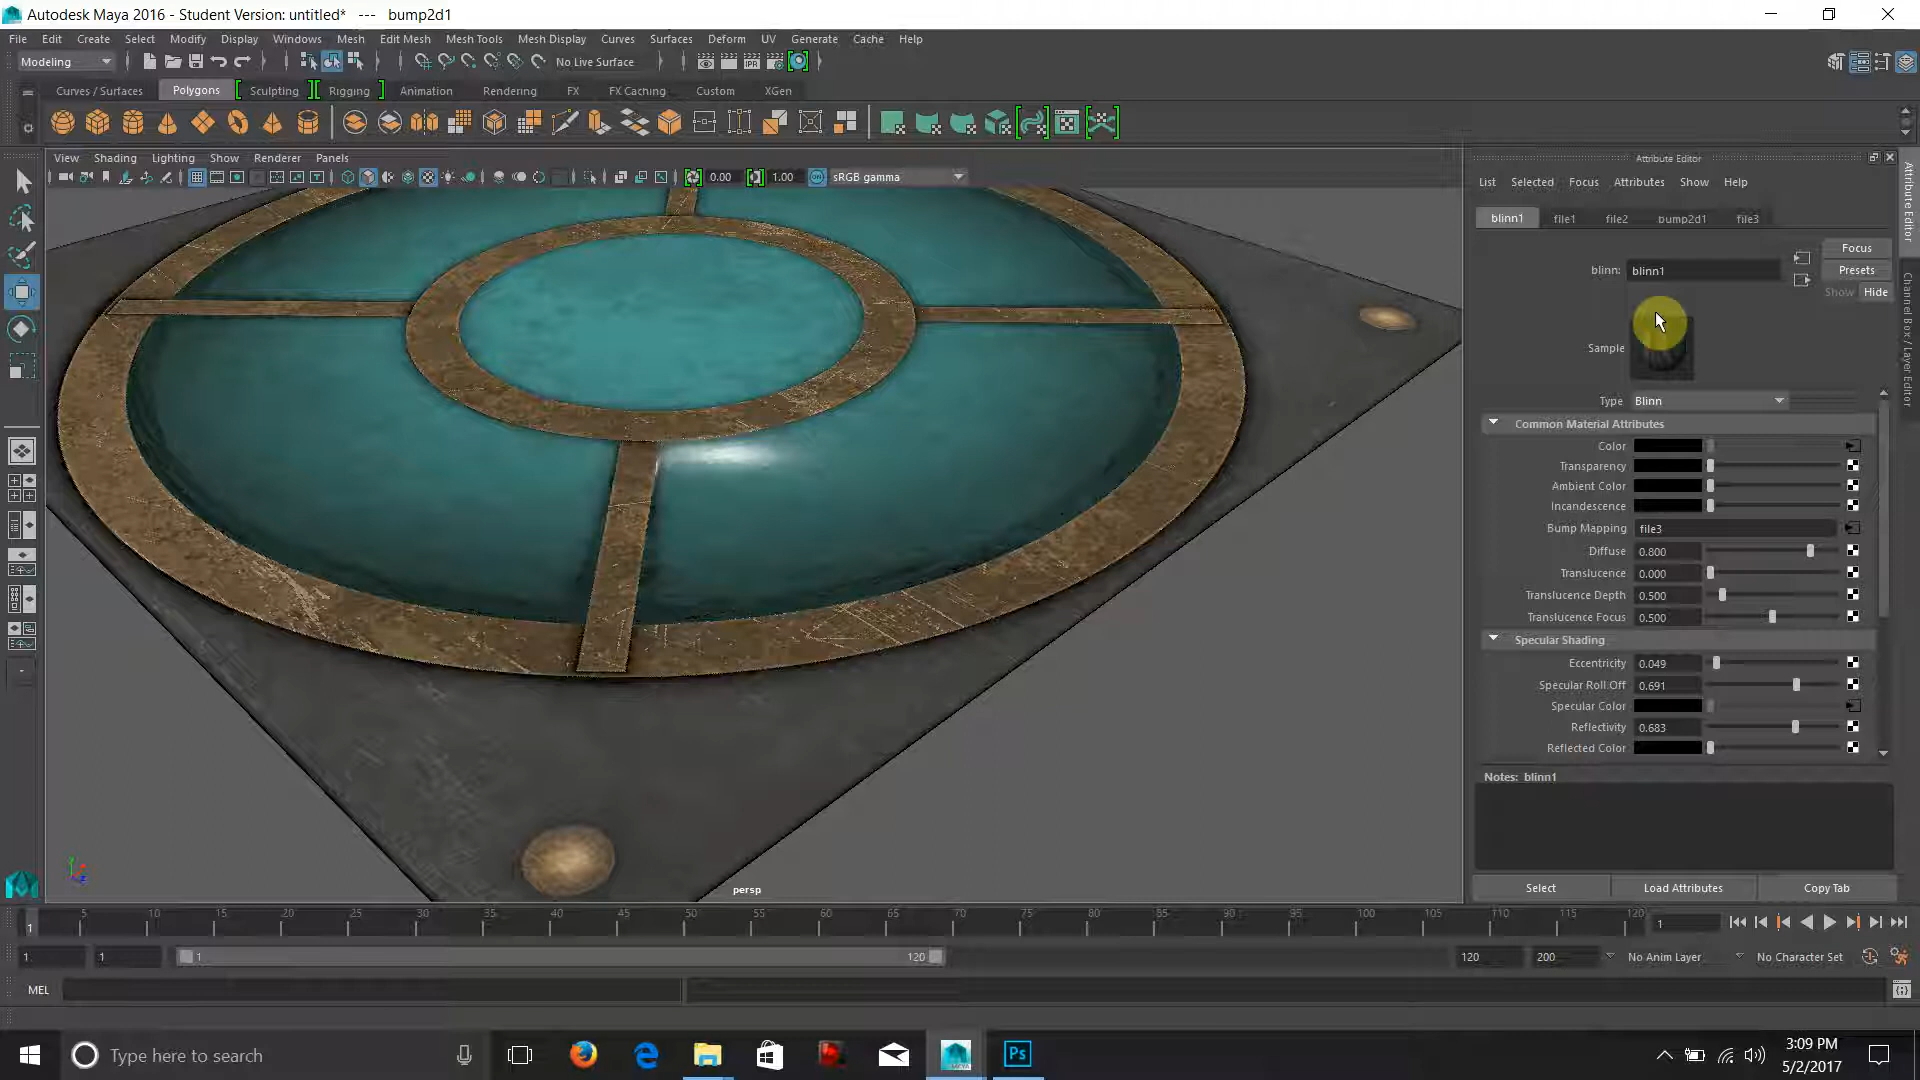 Autodesk Maya 2016 - Student Version: untitled* --- bump2d1
File Edit Create Select Modify Display Windows Mesh Edit Mesh Mesh Tools Mesh Display Curves Surfaces Deform UV Generate Cache Help
Modeling No Live Surface
Curves / Surfaces Polygons Sculpting Rigging Animation Rendering FX FX Caching Custom XGen
View Shading Lighting Show Renderer Panels
0.00 1.00 sRGB gamma
Attribute Editor
List Selected Focus Attributes Show Help
blinn1 file1 file2 bump2d1 file3
Focus
blinn: blinn1
Presets
Show Hide
Sample
Type Blinn
Common Material Attributes
Color
Transparency
Ambient Color
Incandescence
Bump Mapping file3
Diffuse 0.800
Translucence 0.000
Translucence Depth 0.500
Translucence Focus 0.500
Specular Shading
Eccentricity 0.049
Specular Roll Off 0.691
Specular Color
Reflectivity 0.683
Reflected Color
Notes: blinn1
Select Load Attributes Copy Tab
Attribute Editor
Channel Box / Layer Editor
persp
1 5 10 15 20 25 30 35 40 45 50 55 60 65 70 75 80 85 90 95 100 105 110 115 120 1
1 1 1 120 120 200 No Anim Layer No Character Set
MEL
Type here to search
Ps
3:09 PM
5/2/2017